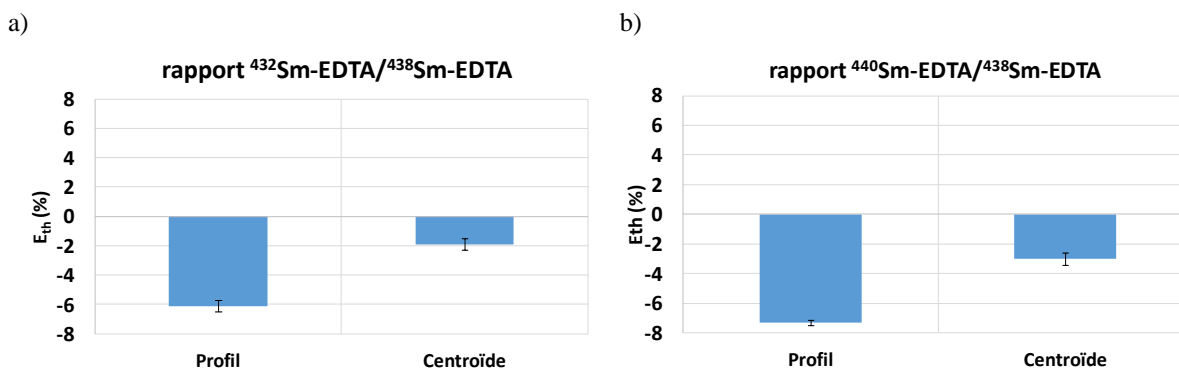 a)
rapport ⁴³²Sm-EDTA/⁴³⁸Sm-EDTA
8
6
4
2
0
-2
-4
-6
-8
E_th (%)
Profil
Centroïde
b)
rapport ⁴⁴⁰Sm-EDTA/⁴³⁸Sm-EDTA
8
6
4
2
0
-2
-4
-6
-8
Eth (%)
Profil
Centroïde